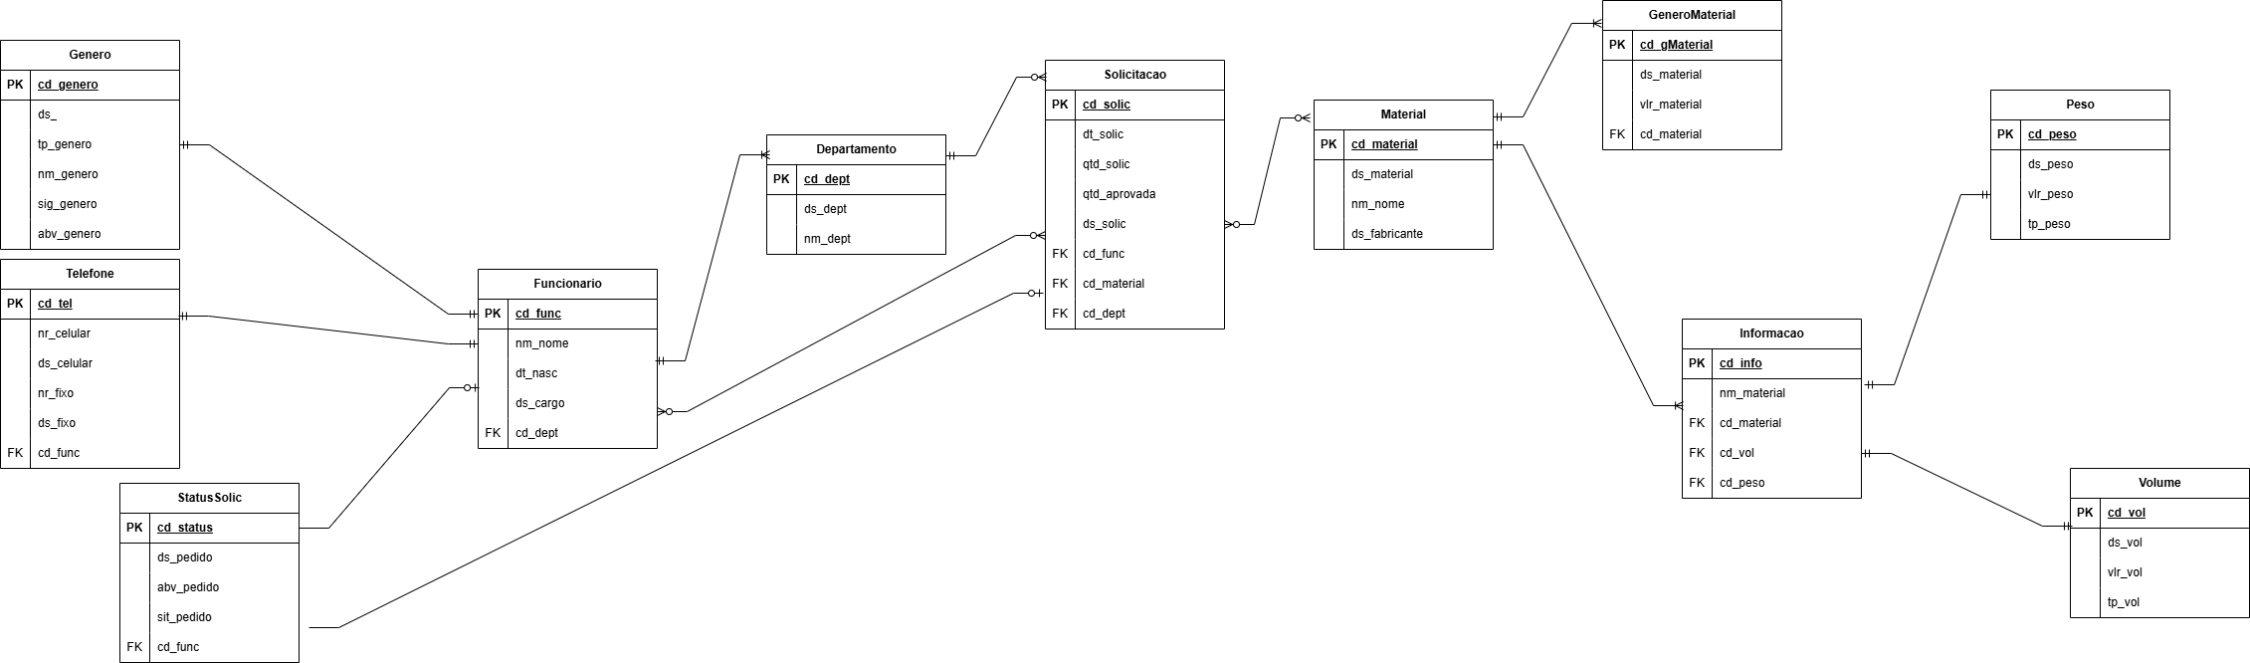 Genero
PK cd_genero
ds_
tp_genero
nm_genero
sig_genero
abv_genero
Telefone
PK cd_tel
nr_celular
ds_celular
nr_fixo
ds_fixo
FK cd_func
StatusSolic
PK cd_status
ds_pedido
abv_pedido
sit_pedido
FK cd_func
Funcionario
PK cd_func
nm_nome
dt_nasc
ds_cargo
FK cd_dept
Departamento
PK cd_dept
ds_dept
nm_dept
Solicitacao
PK cd_solic
dt_solic
qtd_solic
qtd_aprovada
ds_solic
FK cd_func
FK cd_material
FK cd_dept
Material
PK cd_material
ds_material
nm_nome
ds_fabricante
GeneroMaterial
PK cd_gMaterial
ds_material
vlr_material
FK cd_material
Informacao
PK cd_info
nm_material
FK cd_material
FK cd_vol
FK cd_peso
Peso
PK cd_peso
ds_peso
vlr_peso
tp_peso
Volume
PK cd_vol
ds_vol
vlr_vol
tp_vol